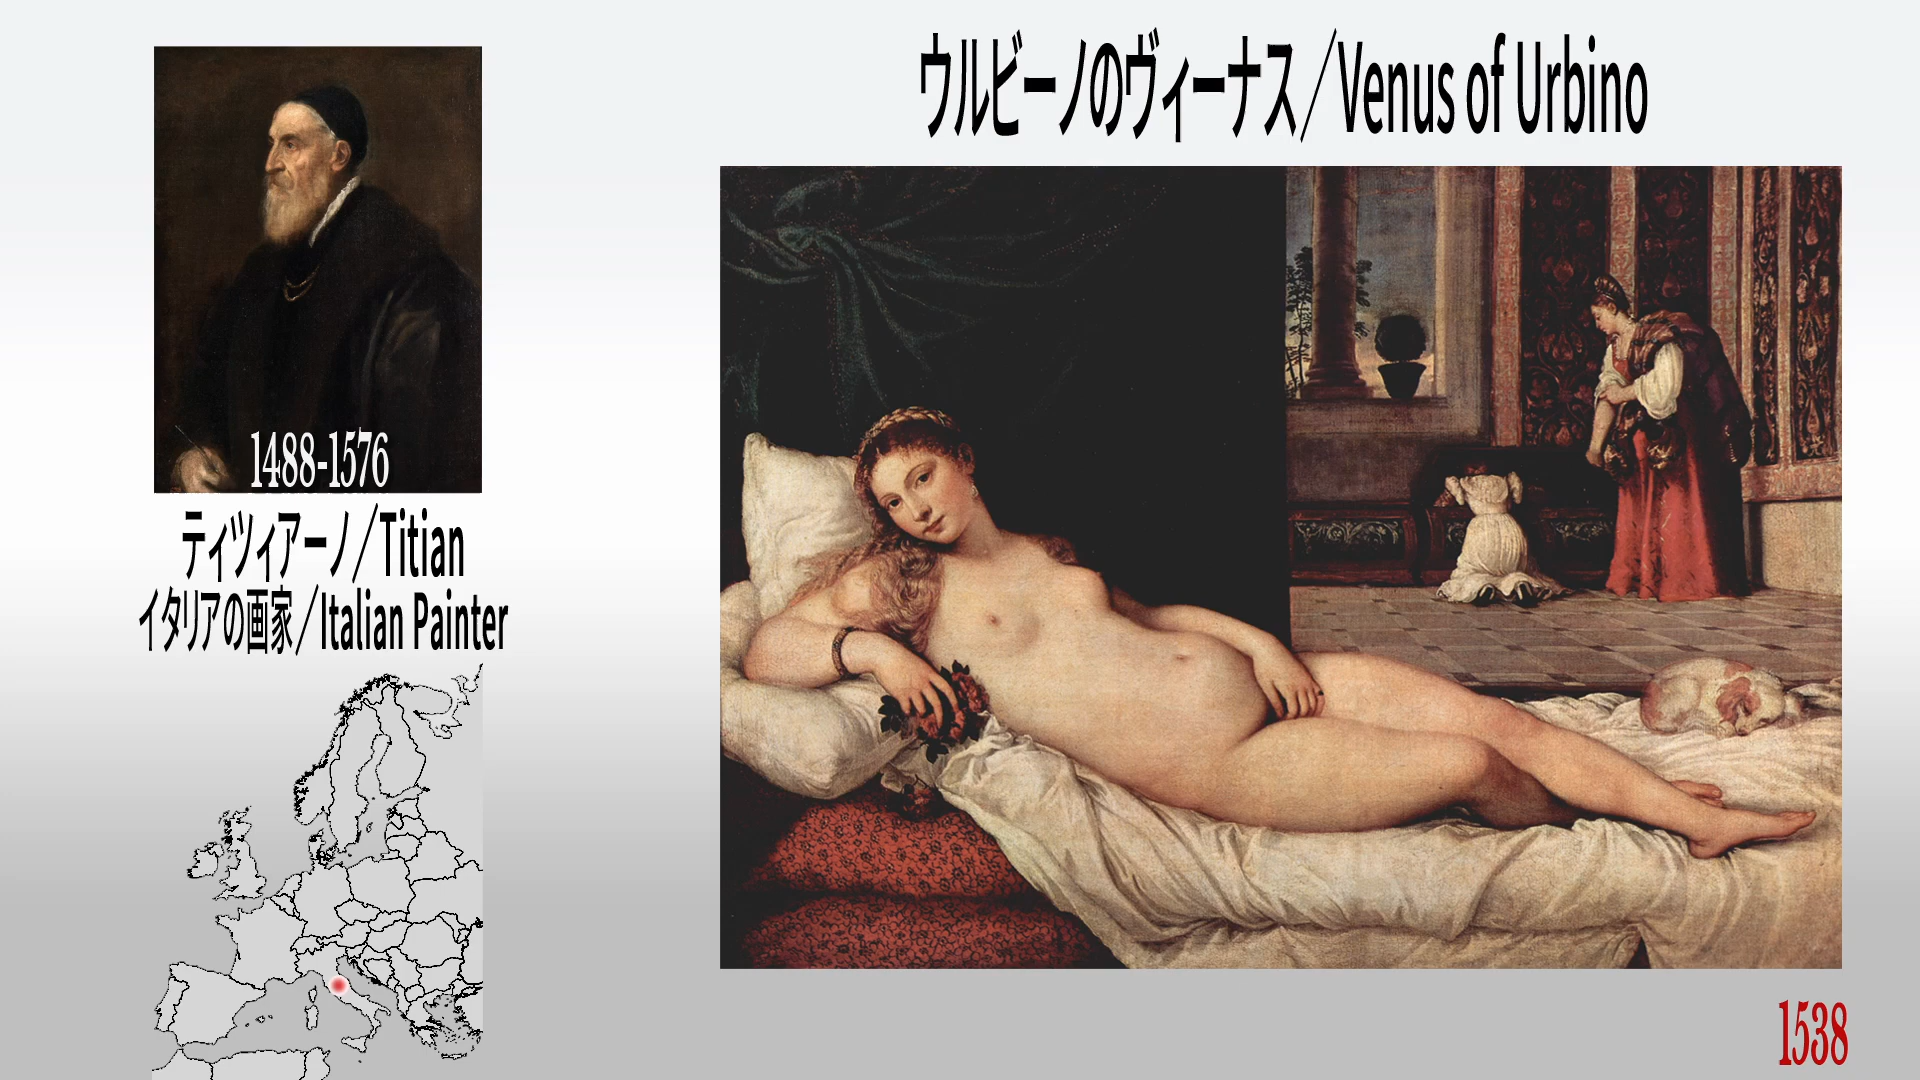 ウルビーノのヴィーナス／Venus of Urbino
1488-1576
ティツィアーノ／Titian
イタリアの画家／Italian Painter
1538